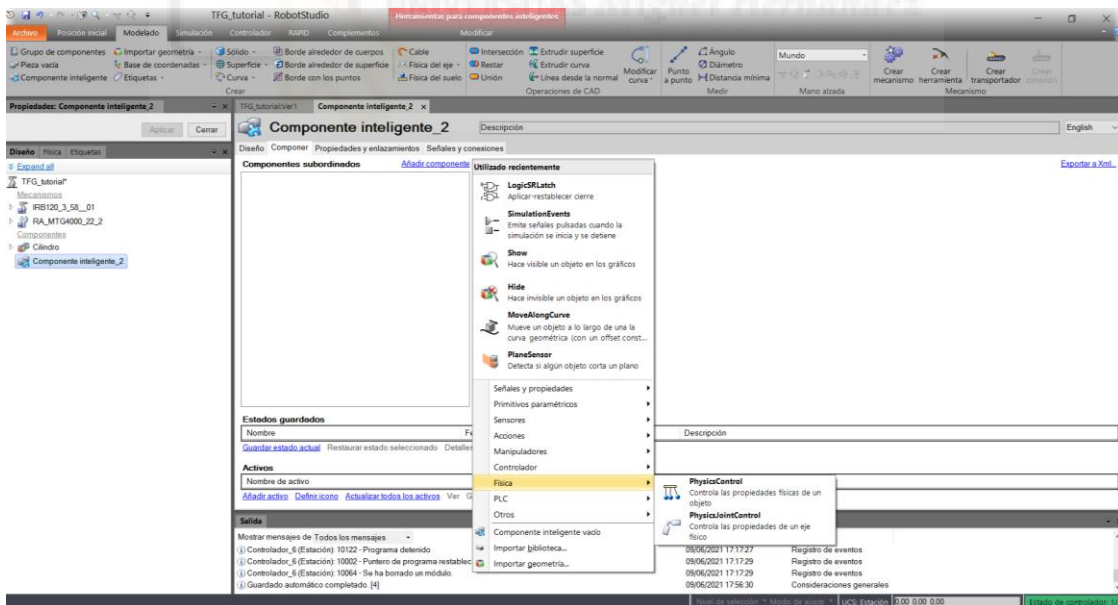 TFG_tutorial - RobotStudio
Herramientas para componentes inteligentes
Archivo Posición inicial Modelado Simulación Controlador RAPID Complementos Modificar
Grupo de componentes Importar geometría Sólido Borde alrededor de cuerpos Cable Intersección Extrudir superficie Ángulo Mundo
Pieza vacía Base de coordenadas Superficie Borde alrededor de superficie Física del eje Restar Extrudir curva Modificar curva Punto a punto Diámetro Crear mecanismo Crear herramienta Crear transportador Crear conexión
Componente inteligente Etiquetas Curva Borde con los puntos Física del suelo Unión Línea desde la normal Distancia mínima
Crear Operaciones de CAD Medir Mano alzada Mecanismo
Propiedades: Componente inteligente_2
Aplicar Cerrar
Diseño Física Etiquetas
Expand all
TFG_tutorial*
Mecanismos
IRB120_3_58__01
RA_MTG4000_22_2
Componentes
Cilindro
Componente inteligente_2
TFG_tutorial:Ver1 Componente inteligente_2 x
Componente inteligente_2 Descripción English
Diseño Componer Propiedades y enlazamientos Señales y conexiones
Componentes subordinados Añadir componente Exportar a Xml...
Utilizado recientemente
LogicSRLatch
Aplicar-restablecer cierre
SimulationEvents
Emite señales pulsadas cuando la
simulación se inicia y se detiene
Show
Hace visible un objeto en los gráficos
Hide
Hace invisible un objeto en los gráficos
MoveAlongCurve
Mueve un objeto a lo largo de una la
curva geométrica (con un offset const...
PlaneSensor
Detecta si algún objeto corta un plano
Señales y propiedades
Primitivos paramétricos
Sensores
Acciones
Manipuladores
Controlador
Física
PLC
Otros
Componente inteligente vacío
Importar biblioteca...
Importar geometría...
PhysicsControl
Controla las propiedades físicas de un
objeto
PhysicsJointControl
Controla las propiedades de un eje
físico
Estados guardados
Nombre Descripción
Guardar estado actual Restaurar estado seleccionado Detalles
Activos
Nombre de activo
Añadir activo Definir icono Actualizar todos los activos Ver
Salida
Mostrar mensajes de Todos los mensajes
Controlador_6 (Estación): 10122 - Programa detenido 09/06/2021 17:17:27 Registro de eventos
Controlador_6 (Estación): 10002 - Puntero de programa restablec 09/06/2021 17:17:29 Registro de eventos
Controlador_6 (Estación): 10064 - Se ha borrado un módulo. 09/06/2021 17:17:29 Registro de eventos
Guardado automático completado. [4] 09/06/2021 17:56:30 Consideraciones generales
Nivel de selección Modo de ajuste UCS: Estación 0.00 0.00 0.00 Estado de controlador: